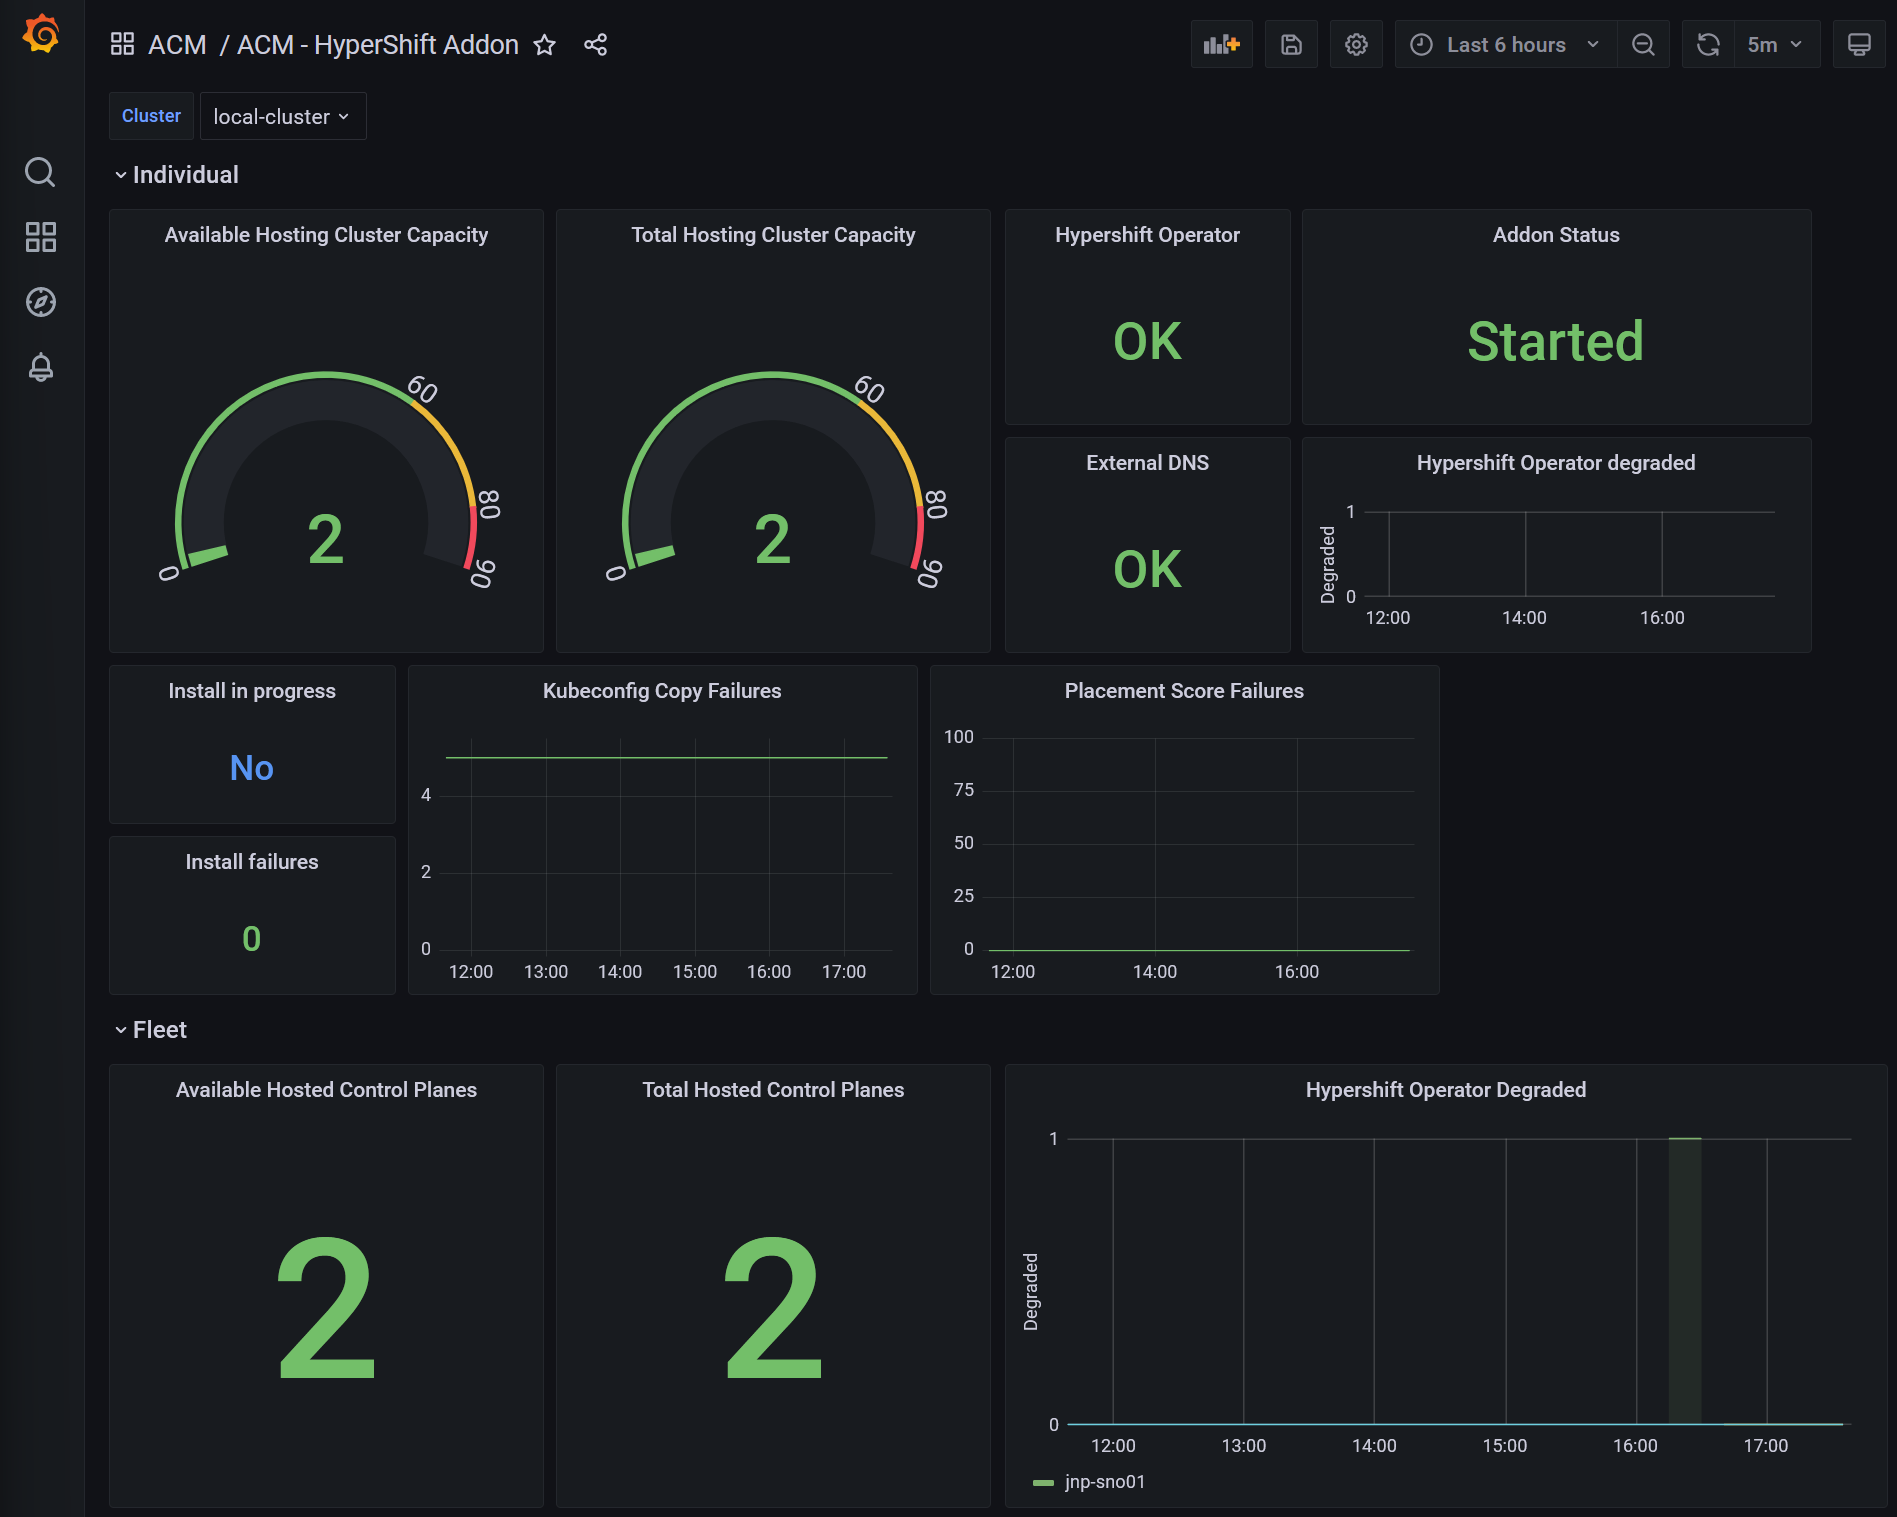 ACM / ACM - HyperShift Addon
Last 6 hours
5m
Cluster
local-cluster
Individual
Available Hosting Cluster Capacity
0
60
80
90
2
Total Hosting Cluster Capacity
0
60
80
90
2
Hypershift Operator
OK
Addon Status
Started
External DNS
OK
Hypershift Operator degraded
Degraded
1
0
12:00 14:00 16:00
Install in progress
No
Install failures
0
Kubeconfig Copy Failures
4
2
0
12:00 13:00 14:00 15:00 16:00 17:00
Placement Score Failures
100
75
50
25
0
12:00 14:00 16:00
Fleet
Available Hosted Control Planes
2
Total Hosted Control Planes
2
Hypershift Operator Degraded
Degraded
1
0
12:00 13:00 14:00 15:00 16:00 17:00
jnp-sno01